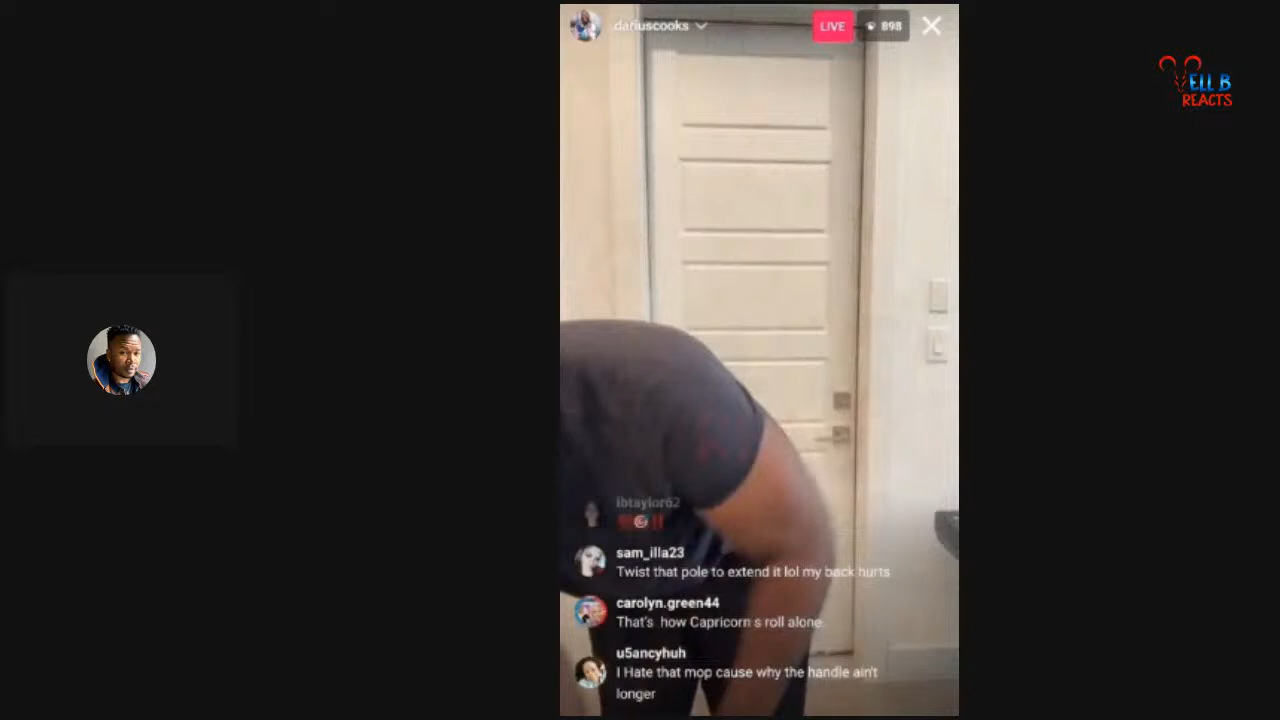 dariuscooks
LIVE
898
ELL B
REACTS
ibtaylor62
sam_illa23
Twist that pole to extend it lol my back hurts
carolyn.green44
That's how Capricorn s roll alone
u5ancyhuh
I Hate that mop cause why the handle ain't
longer